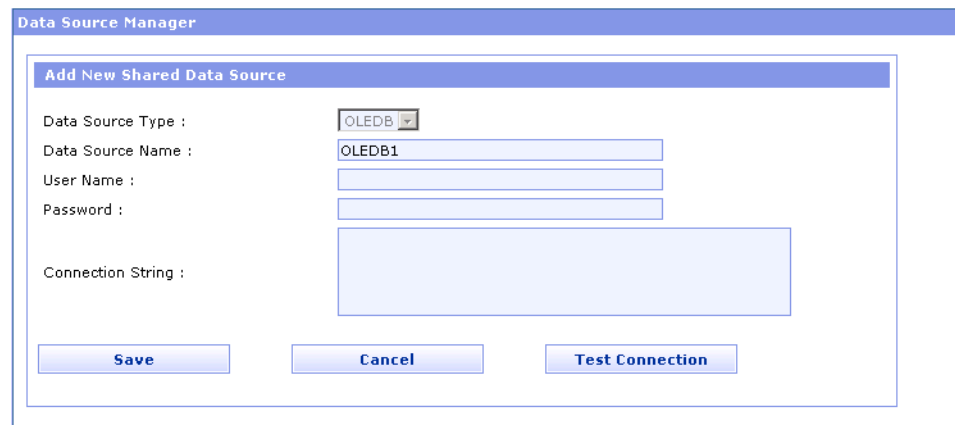 Data Source Manager
Add New Shared Data Source
Data Source Type : OLEDB
Data Source Name : OLEDB1
User Name :
Password :
Connection String :
Save Cancel Test Connection